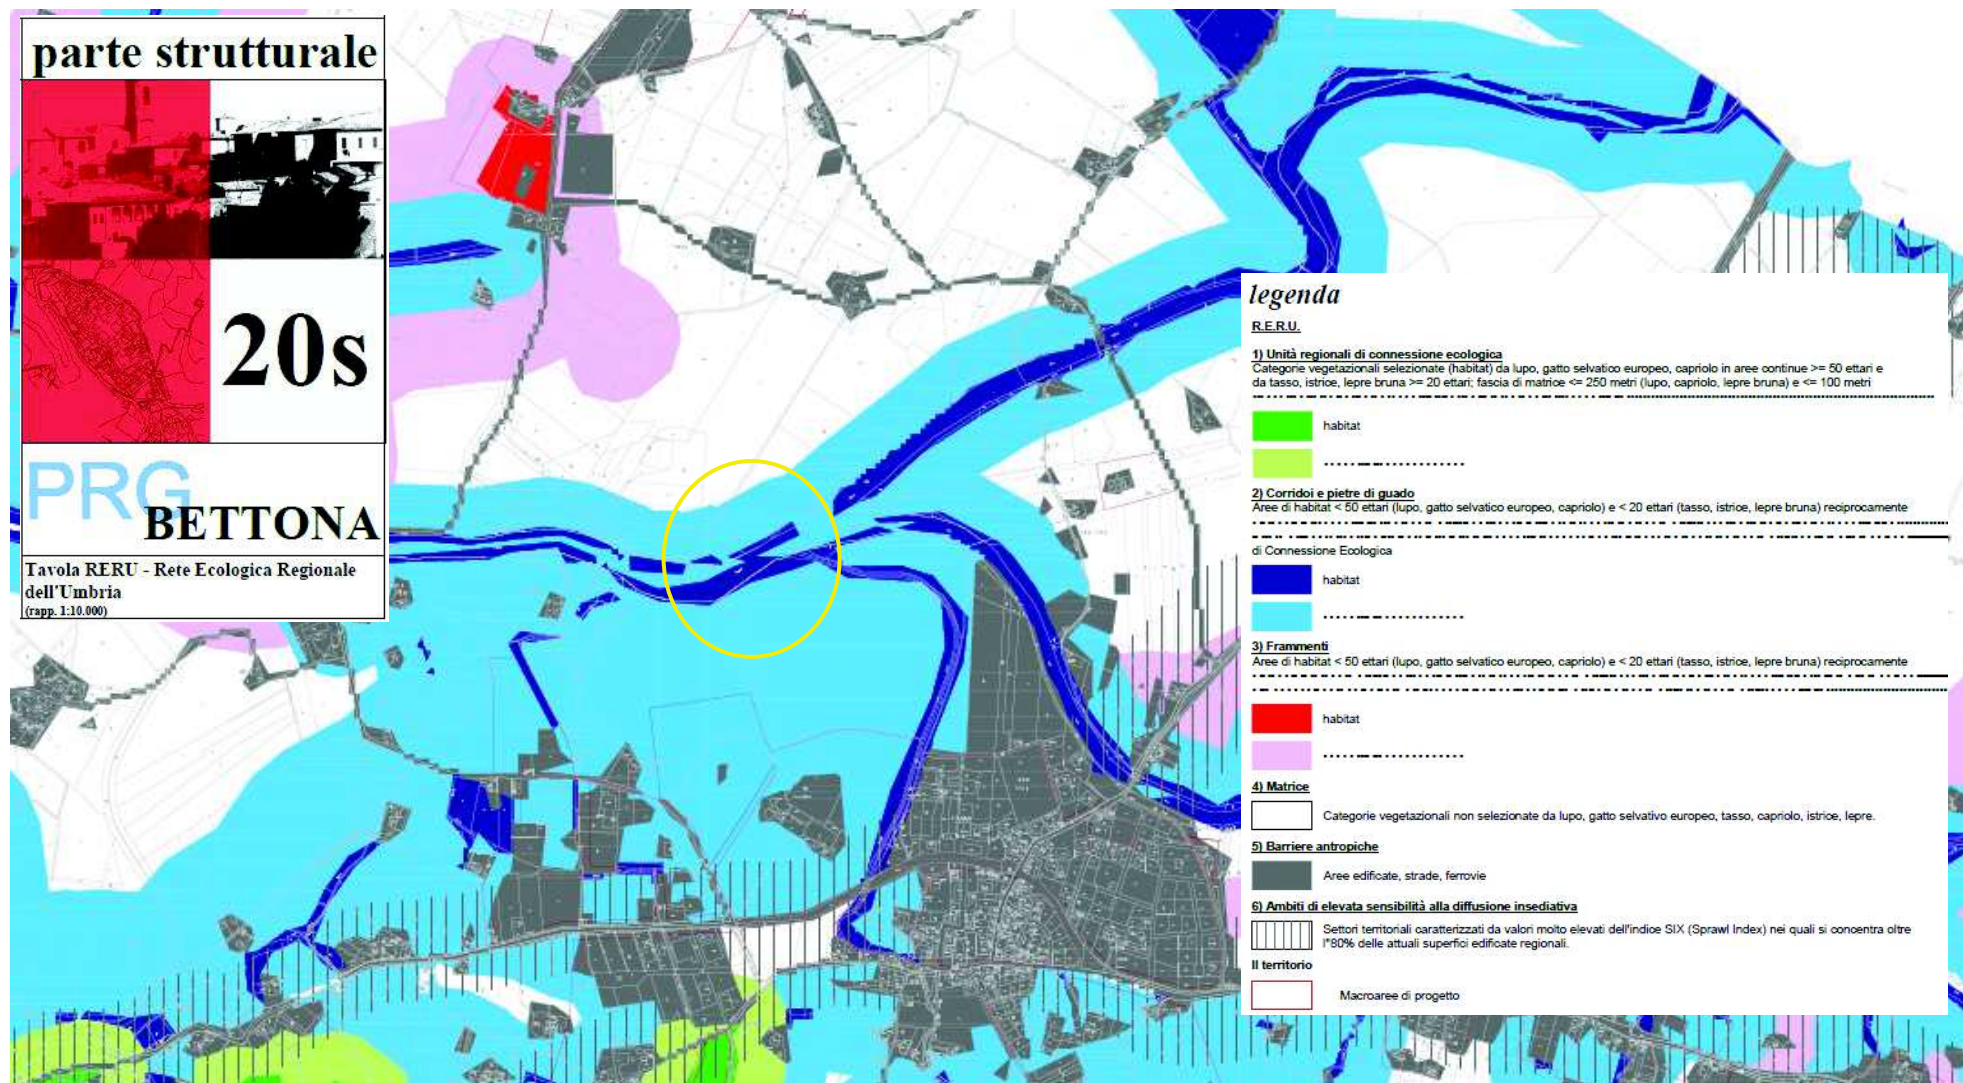 parte strutturale
20s
PRG
BETTONA
Tavola RERU - Rete Ecologica Regionale
dell'Umbria
(rapp. 1:10.000)
legenda
R.E.R.U.
1) Unità regionali di connessione ecologica
Categorie vegetazionali selezionate (habitat) da lupo, gatto selvatico europeo, capriolo in aree continue >= 50 ettari e
da tasso, istrice, lepre bruna >= 20 ettari; fascia di matrice <= 250 metri (lupo, capriolo, lepre bruna) e <= 100 metri
habitat
2) Corridoi e pietre di guado
Aree di habitat < 50 ettari (lupo, gatto selvatico europeo, capriolo) e < 20 ettari (tasso, istrice, lepre bruna) reciprocamente
di Connessione Ecologica
habitat
3) Frammenti
Aree di habitat < 50 ettari (lupo, gatto selvatico europeo, capriolo) e < 20 ettari (tasso, istrice, lepre bruna) reciprocamente
habitat
4) Matrice
Categorie vegetazionali non selezionate da lupo, gatto selvativo europeo, tasso, capriolo, istrice, lepre.
5) Barriere antropiche
Aree edificate, strade, ferrovie
6) Ambiti di elevata sensibilità alla diffusione insediativa
Settori territoriali caratterizzati da valori molto elevati dell'indice SIX (Sprawl Index) nei quali si concentra oltre
l'°80% delle attuali superfici edificate regionali.
Il territorio
Macroaree di progetto